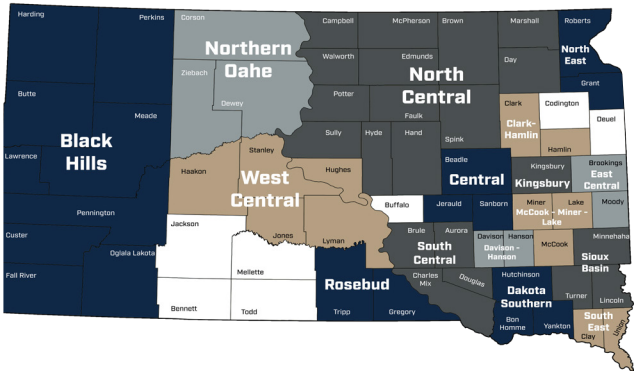 Harding
Perkins
Corson
Campbell
McPherson
Brown
Marshall
Roberts
Northern
Oahe
North
East
Walworth
Edmunds
Day
Ziebach
Dewey
North
Central
Butte
Meade
Potter
Faulk
Grant
Clark
Codington
Clark-
Hamlin
Deuel
Black
Hills
Sully
Hyde
Hand
Spink
Hamlin
Stanley
Lawrence
Haakon
Hughes
Beadle
Kingsbury
Brookings
West
Central
Central
Kingsbury
East
Central
Pennington
Buffalo
Jerauld
Sanborn
Miner
Lake
Moody
McCook - Miner -
Lake
Jackson
Custer
Oglala Lakota
Jones
Lyman
Brule
Aurora
Davison
Hanson
McCook
Minnehaha
South
Central
Davison -
Hanson
Sioux
Basin
Fall River
Mellette
Charles
Mix
Douglas
Hutchinson
Rosebud
Dakota
Southern
Turner
Lincoln
Bennett
Todd
Tripp
Gregory
Bon
Homme
Yankton
South
East
Clay
Union